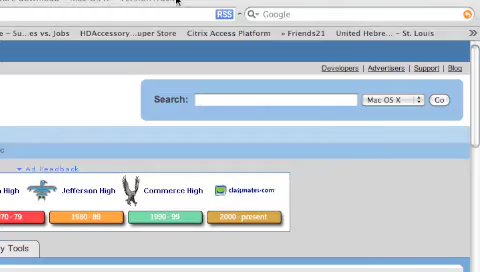 RSS Google
e - Su...es vs. Jobs HDAccessory...uper Store Citrix Access Platform » Friends21 United Hebre... - St. Louis »
Developers | Advertisers | Support | Blog
Search: Mac OS X Go
Ad Feedback
High Jefferson High Commerce High classmates.com
70-79 1980-89 1990-99 2000-present
y Tools